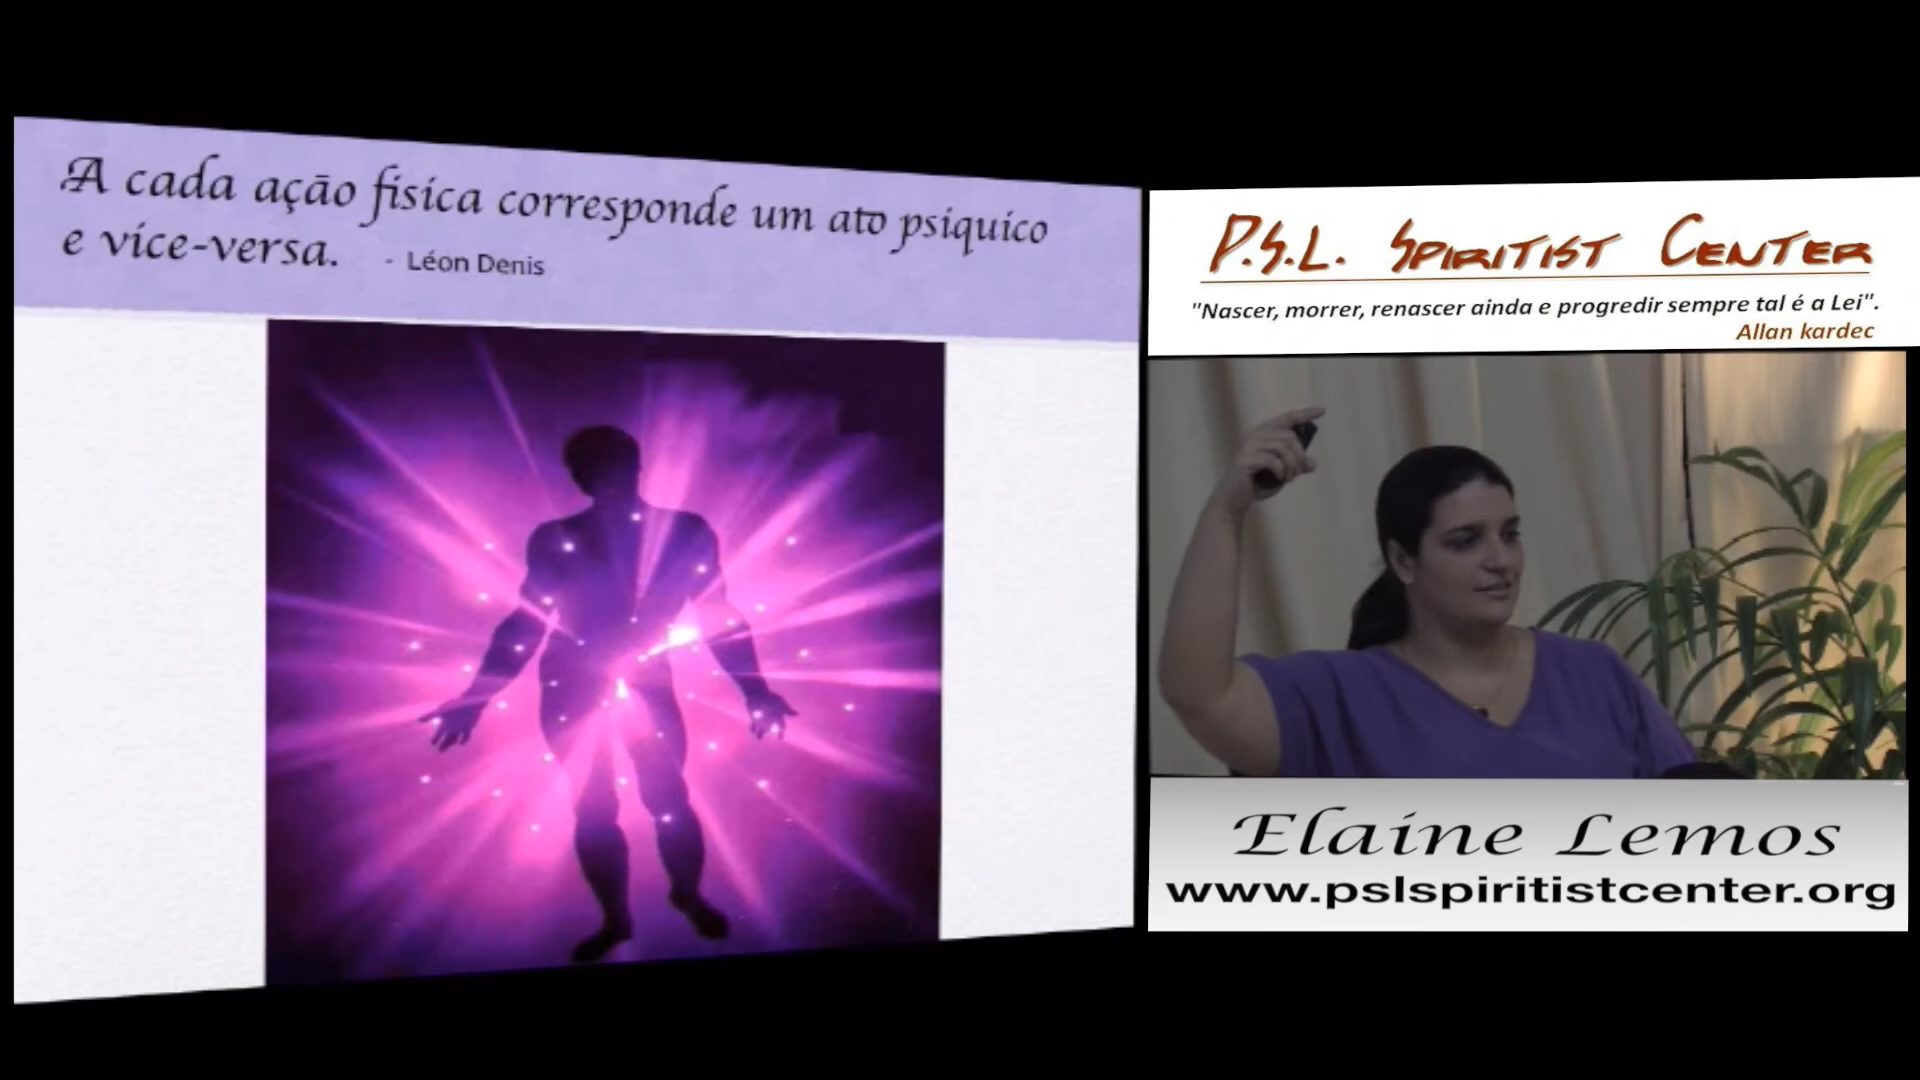 A cada ação física corresponde um ato psíquico
e vice-versa. - Léon Denis
P.S.L. Spiritist Center
"Nascer, morrer, renascer ainda e progredir sempre tal é a Lei".
Allan kardec
Elaine Lemos
www.pslspiritistcenter.org